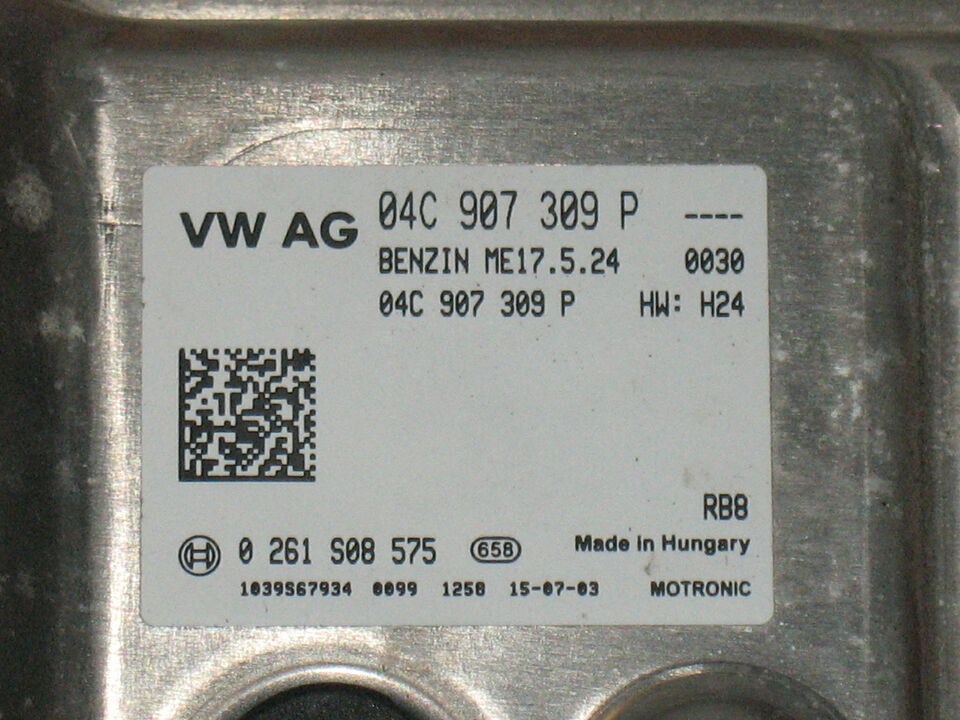 VW AG 04C 907 309 P ----
BENZIN ME17.5.24 0030
04C 907 309 P HW: H24
RB8
0 261 S08 575 658 Made in Hungary
1039S67934 0099 1258 15-07-03 MOTRONIC